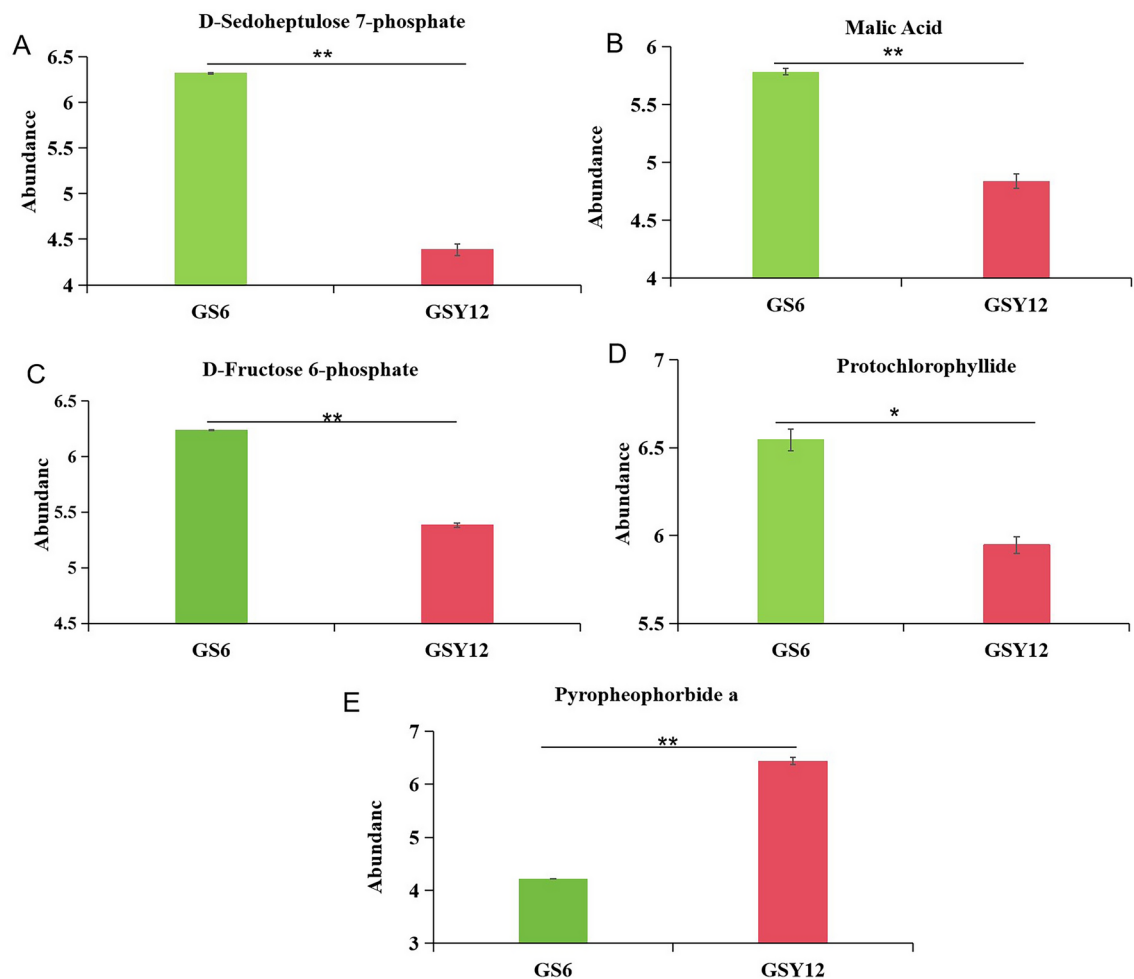 D-Sedoheptulose 7-phosphate
A
**
6.5
6
5.5
5
4.5
4
Abundance
GS6
GSY12
Malic Acid
B
**
6
5.5
5
4.5
4
Abundance
GS6
GSY12
D-Fructose 6-phosphate
C
**
6.5
6
5.5
5
4.5
Abundanc
GS6
GSY12
D
Protochlorophyllide
*
7
6.5
6
5.5
Abundance
GS6
GSY12
E
Pyropheophorbide a
**
7
6
5
4
3
Abundanc
GS6
GSY12